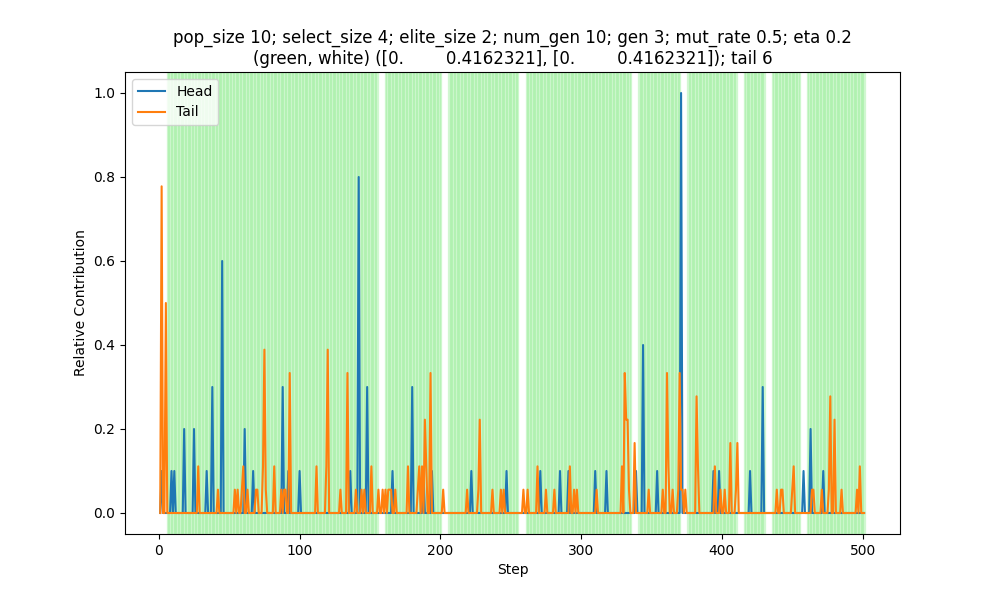 pop_size 10; select_size 4; elite_size 2; num_gen 10; gen 3; mut_rate 0.5; eta 0.2
(green, white) ([0.        0.4162321], [0.        0.4162321]); tail 6
Head
Tail
1.0
0.8
0.6
0.4
0.2
0.0
Relative Contribution
0 100 200 300 400 500
Step